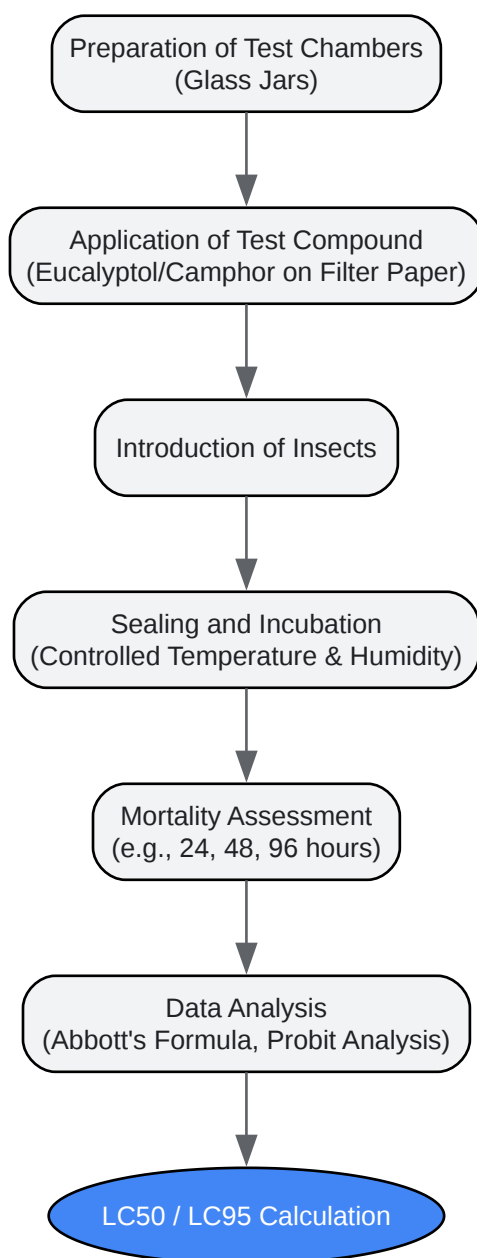 Preparation of Test Chambers
(Glass Jars)
Application of Test Compound
(Eucalyptol/Camphor on Filter Paper)
Introduction of Insects
Sealing and Incubation
(Controlled Temperature & Humidity)
Mortality Assessment
(e.g., 24, 48, 96 hours)
Data Analysis
(Abbott's Formula, Probit Analysis)
LC50 / LC95 Calculation